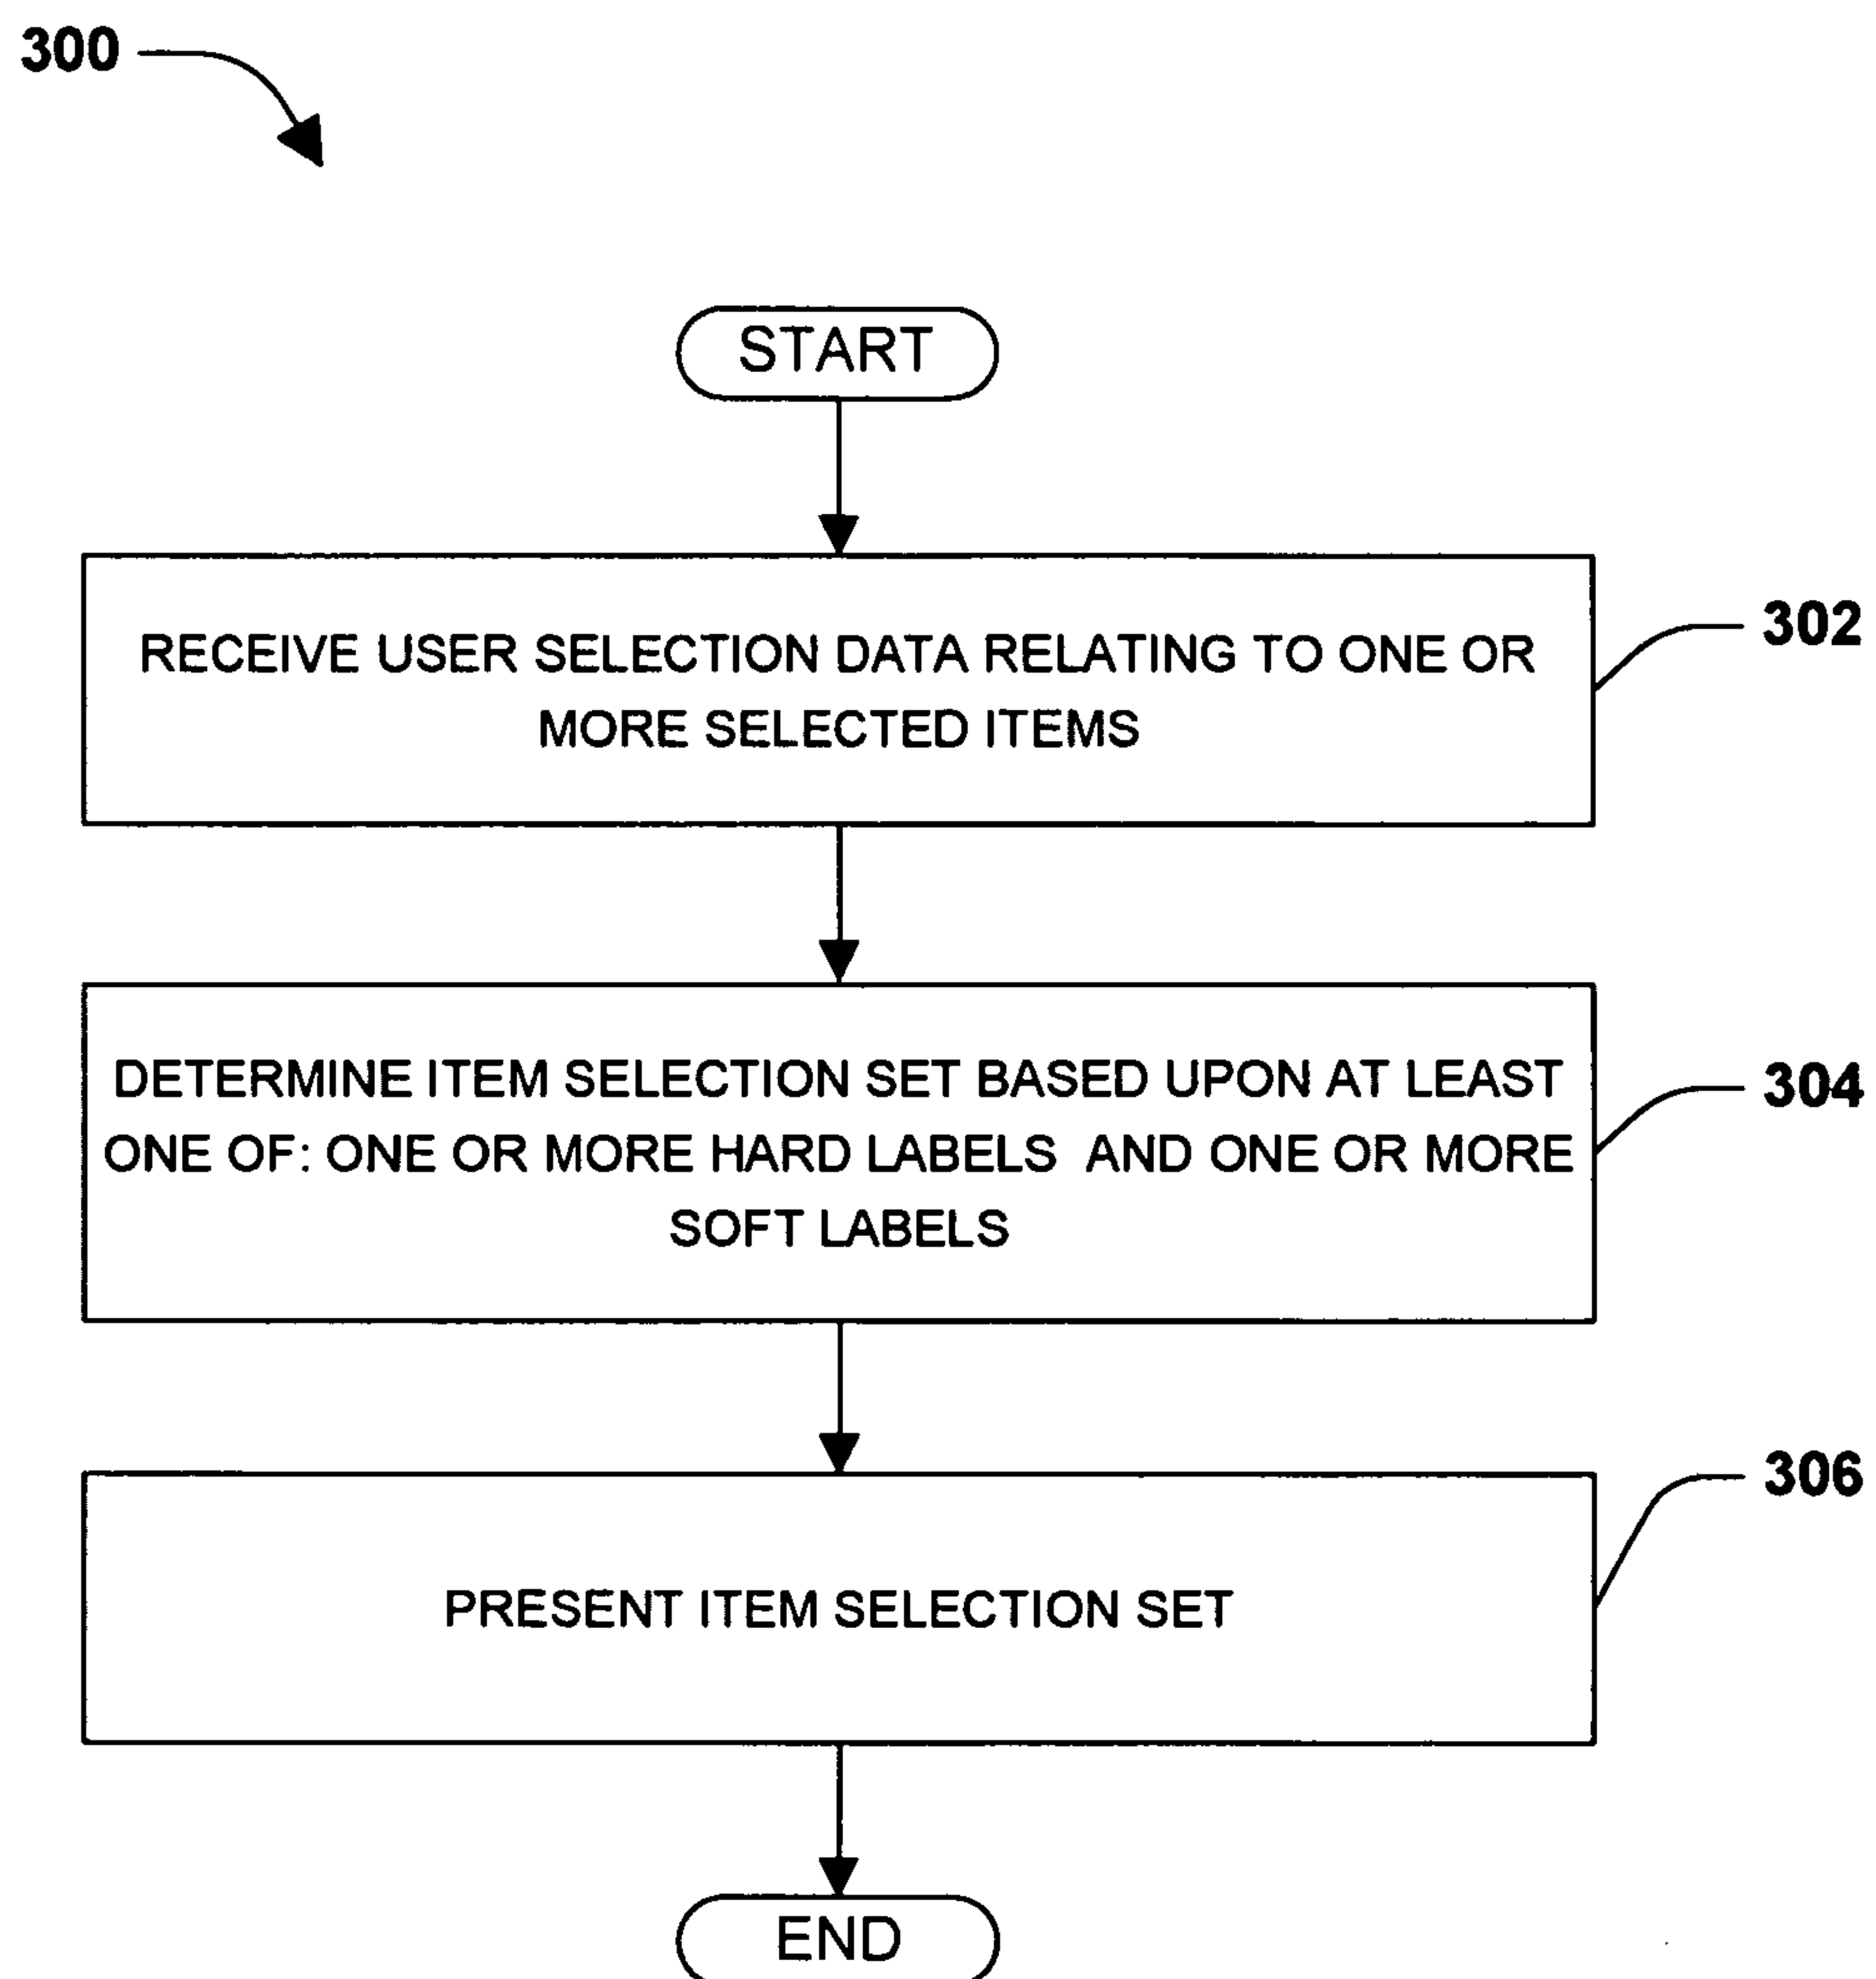 300
START
RECEIVE USER SELECTION DATA RELATING TO ONE OR
MORE SELECTED ITEMS
302
DETERMINE ITEM SELECTION SET BASED UPON AT LEAST
ONE OF: ONE OR MORE HARD LABELS AND ONE OR MORE
SOFT LABELS
304
PRESENT ITEM SELECTION SET
306
END